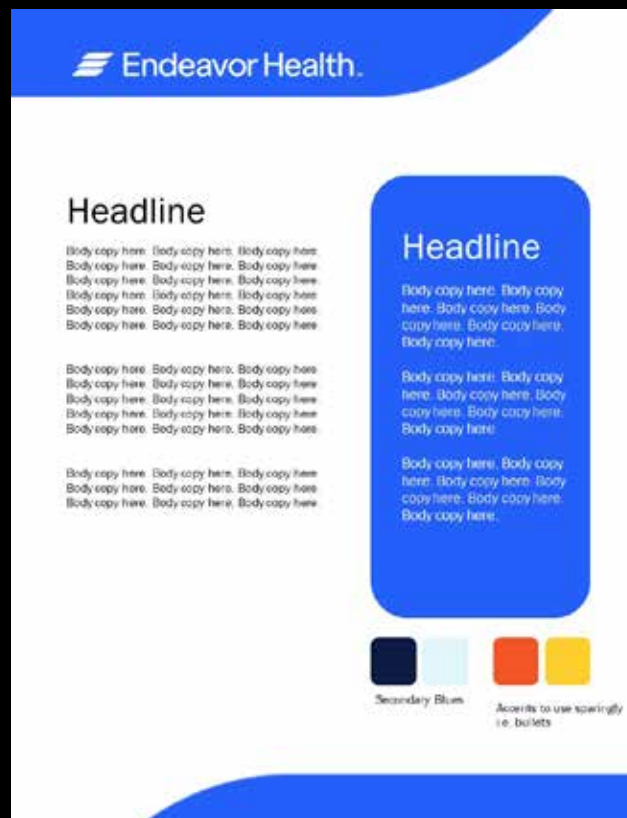 Endeavor Health.
Headline
Body copy here. Body copy here. Body copy here
Body copy here. Body copy here. Body copy here
Body copy here. Body copy here. Body copy here
Body copy here. Body copy here. Body copy here
Body copy here. Body copy here. Body copy here
Body copy here. Body copy here. Body copy here
Body copy here. Body copy here. Body copy here
Body copy here. Body copy here. Body copy here
Body copy here. Body copy here. Body copy here
Body copy here. Body copy here. Body copy here
Body copy here. Body copy here. Body copy here
Body copy here. Body copy here. Body copy here
Body copy here. Body copy here. Body copy here
Body copy here. Body copy here. Body copy here
Headline
Body copy here. Body copy
here. Body copy here. Body
copy here. Body copy here.
Body copy here.
Body copy here. Body copy
here. Body copy here. Body
copy here. Body copy here.
Body copy here
Body copy here. Body copy
here. Body copy here. Body
copy here. Body copy here.
Body copy here.
Secondary Blues
Accents to use sparingly
i.e. bullets